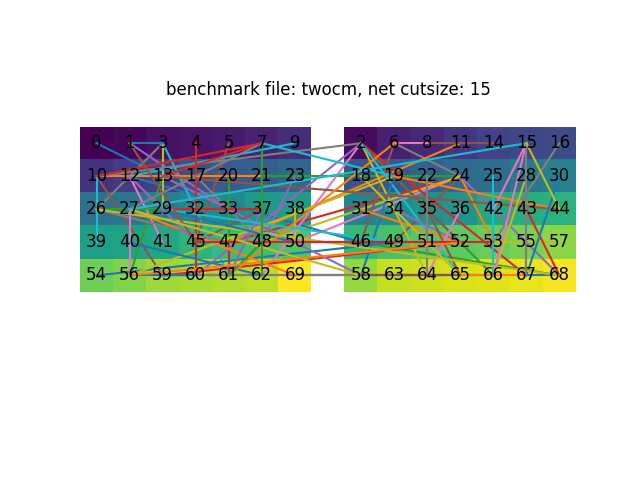 benchmark file: twocm, net cutsize: 15
0 1 3 4 5 7 9 2 6 8 11 14 15 16
10 12 13 17 20 21 23 18 19 22 24 25 28 30
26 27 29 32 33 37 38 31 34 35 36 42 43 44
39 40 41 45 47 48 50 46 49 51 52 53 55 57
54 56 59 60 61 62 69 58 63 64 65 66 67 68